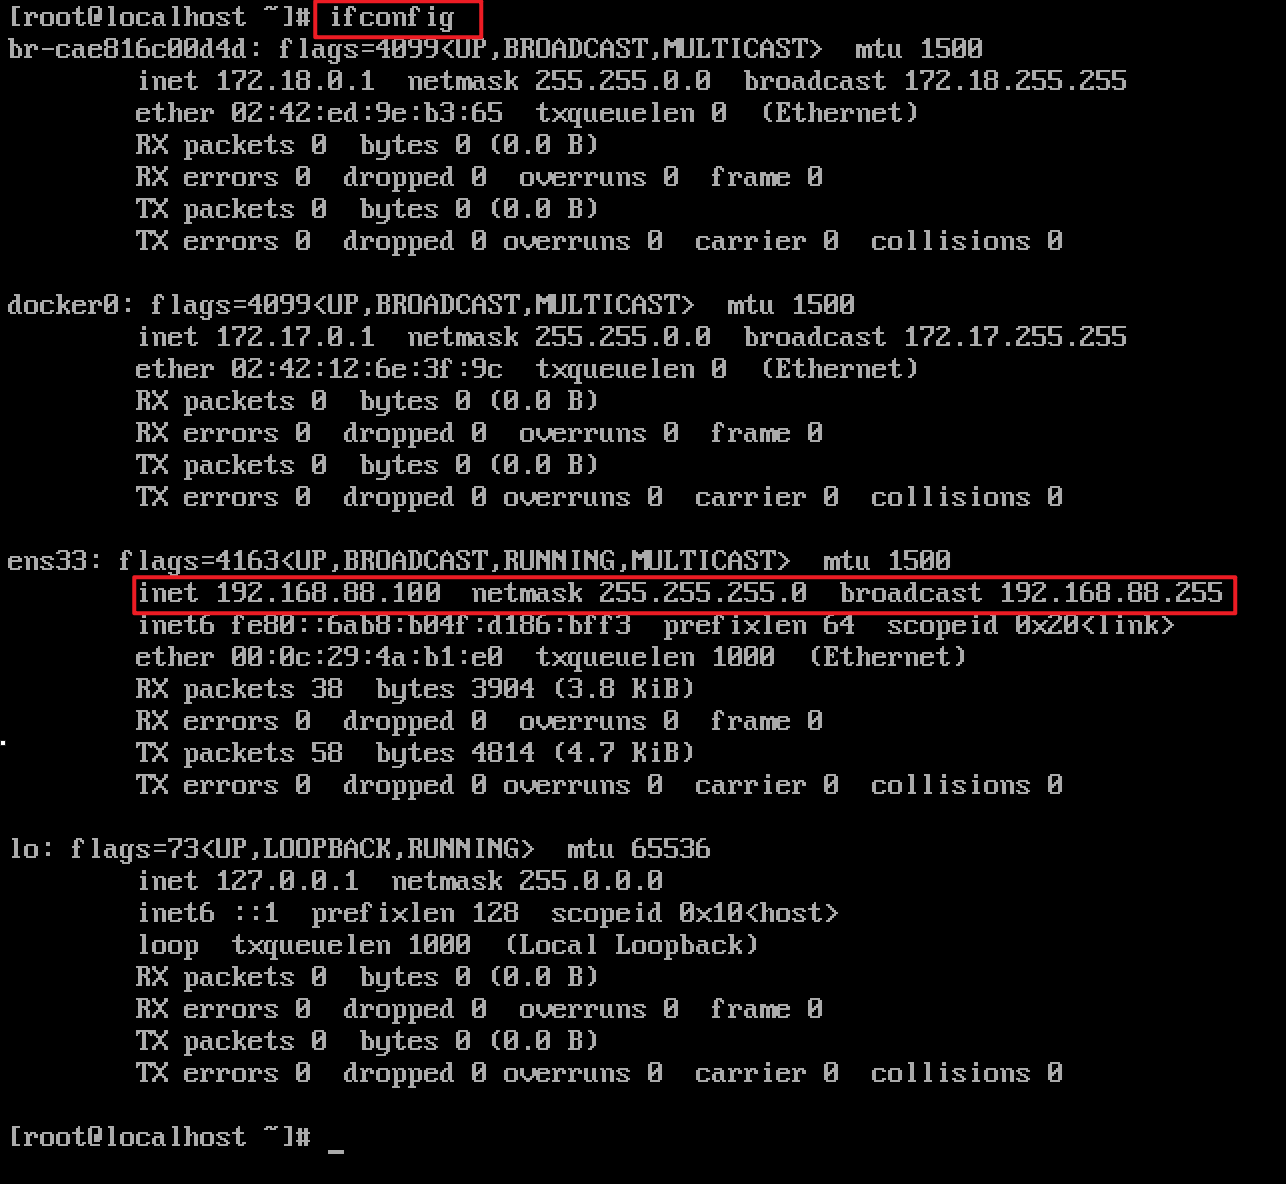 [root@localhost ~]# ifconfig
br-cae816c00d4d: flags=4099<UP,BROADCAST,MULTICAST>  mtu 1500
        inet 172.18.0.1  netmask 255.255.0.0  broadcast 172.18.255.255
        ether 02:42:ed:9e:b3:65  txqueuelen 0  (Ethernet)
        RX packets 0  bytes 0 (0.0 B)
        RX errors 0  dropped 0  overruns 0  frame 0
        TX packets 0  bytes 0 (0.0 B)
        TX errors 0  dropped 0 overruns 0  carrier 0  collisions 0

docker0: flags=4099<UP,BROADCAST,MULTICAST>  mtu 1500
        inet 172.17.0.1  netmask 255.255.0.0  broadcast 172.17.255.255
        ether 02:42:12:6e:3f:9c  txqueuelen 0  (Ethernet)
        RX packets 0  bytes 0 (0.0 B)
        RX errors 0  dropped 0  overruns 0  frame 0
        TX packets 0  bytes 0 (0.0 B)
        TX errors 0  dropped 0 overruns 0  carrier 0  collisions 0

ens33: flags=4163<UP,BROADCAST,RUNNING,MULTICAST>  mtu 1500
        inet 192.168.88.100  netmask 255.255.255.0  broadcast 192.168.88.255
        inet6 fe80::6ab8:b04f:d186:bff3  prefixlen 64  scopeid 0x20<link>
        ether 00:0c:29:4a:b1:e0  txqueuelen 1000  (Ethernet)
        RX packets 38  bytes 3904 (3.8 KiB)
        RX errors 0  dropped 0  overruns 0  frame 0
        TX packets 58  bytes 4814 (4.7 KiB)
        TX errors 0  dropped 0 overruns 0  carrier 0  collisions 0

lo: flags=73<UP,LOOPBACK,RUNNING>  mtu 65536
        inet 127.0.0.1  netmask 255.0.0.0
        inet6 ::1  prefixlen 128  scopeid 0x10<host>
        loop  txqueuelen 1000  (Local Loopback)
        RX packets 0  bytes 0 (0.0 B)
        RX errors 0  dropped 0  overruns 0  frame 0
        TX packets 0  bytes 0 (0.0 B)
        TX errors 0  dropped 0 overruns 0  carrier 0  collisions 0

[root@localhost ~]# _